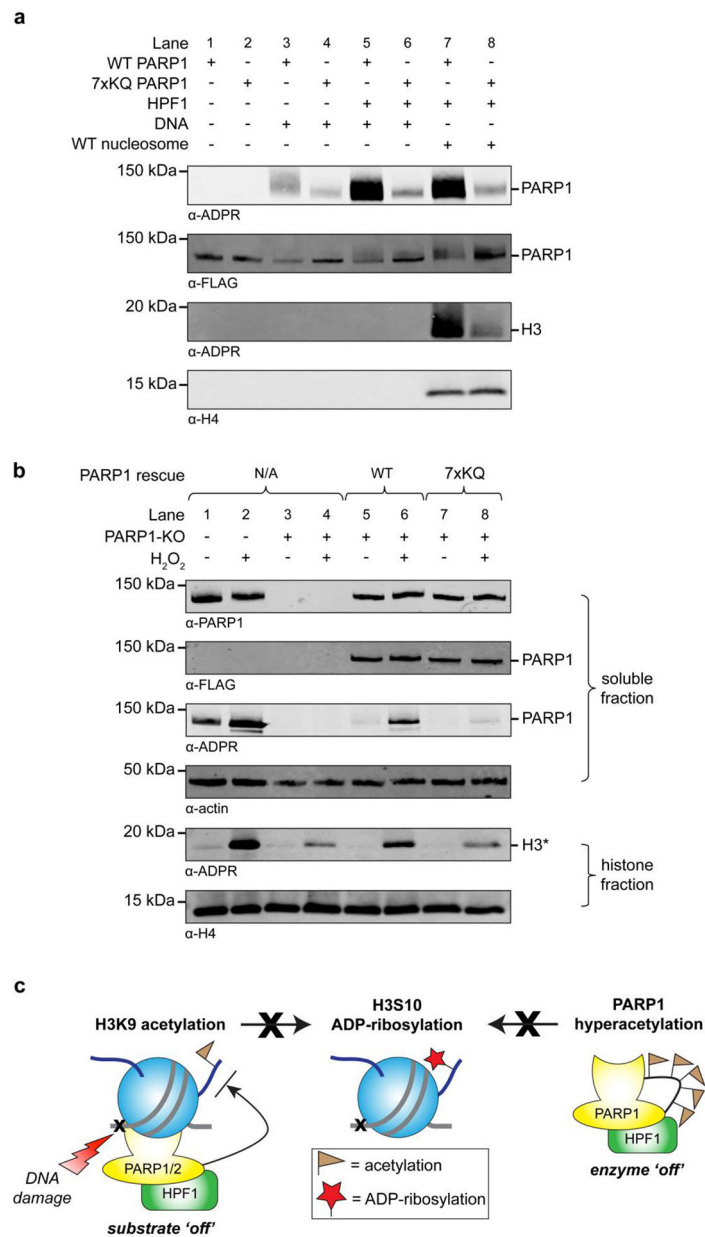 a
Lane 1 2 3 4 5 6 7 8
WT PARP1 + - + - + - + -
7xKQ PARP1 - + - + - + - +
HPF1 - - - - + + + +
DNA - - + + + + - -
WT nucleosome - - - - - - + +
150 kDa
PARP1
α-ADPR
150 kDa
PARP1
α-FLAG
20 kDa
H3
α-ADPR
15 kDa
α-H4
b
PARP1 rescue N/A WT 7xKQ
Lane 1 2 3 4 5 6 7 8
PARP1-KO - - + + + + + +
H2O2 - + - + - + - +
150 kDa
α-PARP1
150 kDa
PARP1
α-FLAG
150 kDa
PARP1
α-ADPR
50 kDa
α-actin
soluble
fraction
20 kDa
H3*
α-ADPR
15 kDa
α-H4
histone
fraction
c
H3K9 acetylation
X
H3S10
ADP-ribosylation
X
PARP1
hyperacetylation
x
PARP1/2
HPF1
DNA
damage
substrate ‘off’
x
= acetylation
= ADP-ribosylation
PARP1
HPF1
enzyme ‘off’